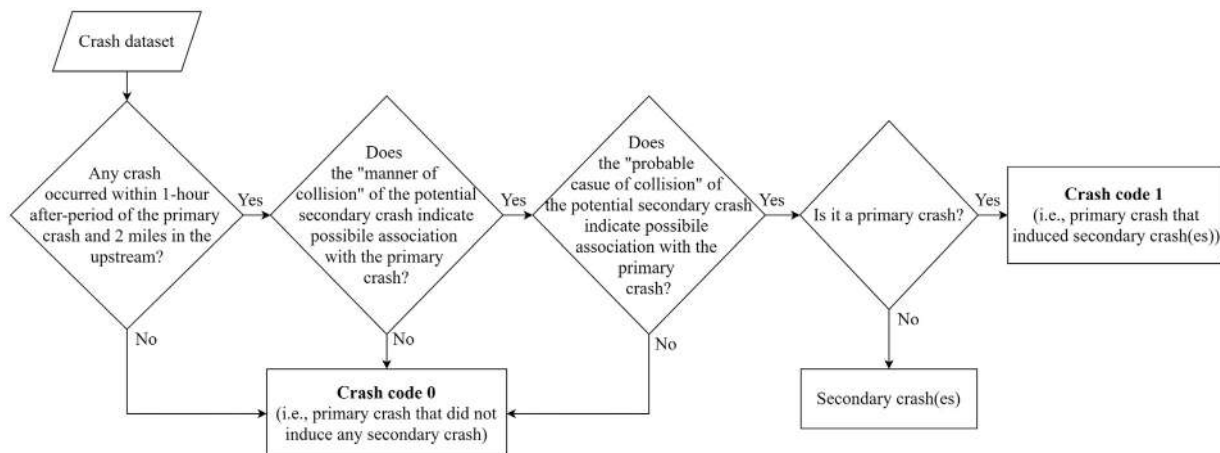 Crash dataset
Any crash
occurred within 1-hour
after-period of the primary
crash and 2 miles in the
upstream?
Yes
No
Does
the "manner of
collision" of the potential
secondary crash indicate
possibile association
with the primary
crash?
Yes
No
Does
the "probable
casue of collision" of
the potential secondary crash
indicate possibile
association with the
primary
crash?
Yes
No
Is it a primary crash?
Yes
No
Crash code 1
(i.e., primary crash that
induced secondary crash(es))
Crash code 0
(i.e., primary crash that did not
induce any secondary crash)
Secondary crash(es)